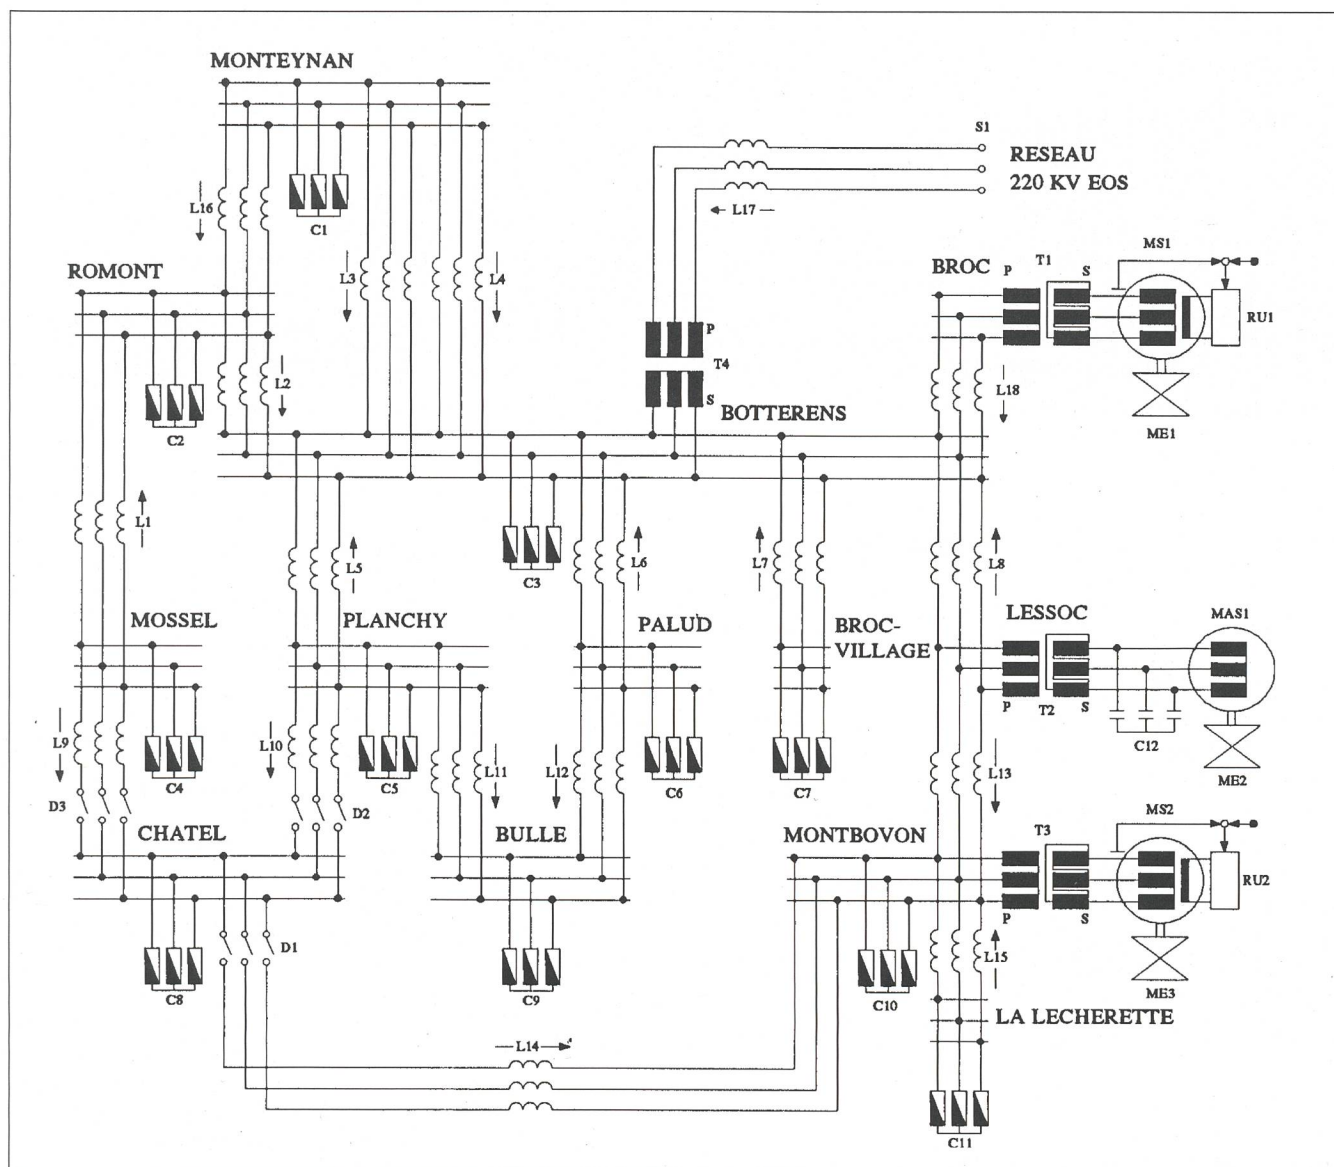 MONTEYNAN
S1
RESEAU
220 KV EOS
L17
L16
C1
ROMONT
L3
L4
BROC
P
T1
S
MS1
RU1
P
T4
S
L2
L18
ME1
C2
BOTTERENS
L1
L5
C3
L6
L7
L8
MOSSEL
PLANCHY
PALUD
BROC-
VILLAGE
LESSOC
MAS1
P
T2
S
L9
L10
C4
C5
L11
L12
C6
C7
L13
C12
ME2
D3
D2
CHATEL
BULLE
MONTBOVON
T3
MS2
RU2
P
S
D1
L15
C8
C9
C10
ME3
LA LECHERETTE
L14
C11